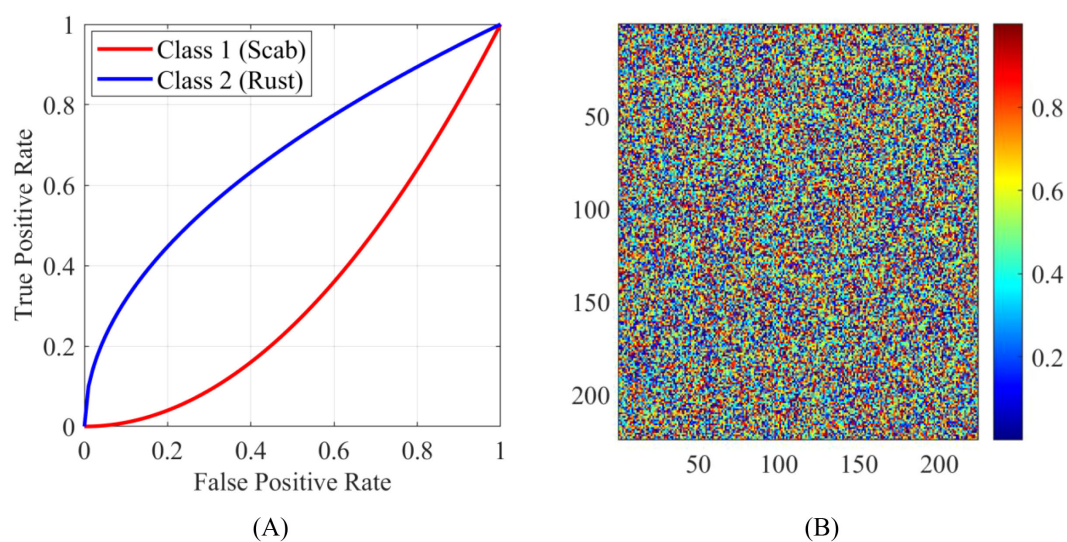 1
0.8
0.6
0.4
0.2
0
True Positive Rate
Class 1 (Scab)
Class 2 (Rust)
0 0.2 0.4 0.6 0.8 1
False Positive Rate
(A)
50
100
150
200
50 100 150 200
0.8
0.6
0.4
0.2
(B)